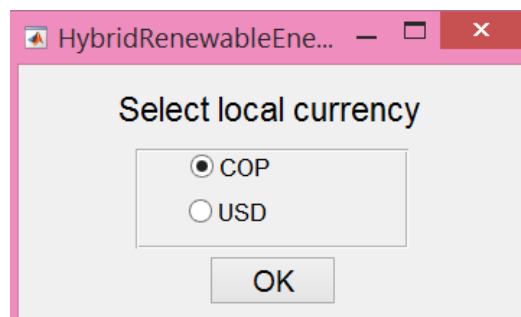 HybridRenewableEne...
Select local currency
COP
USD
OK